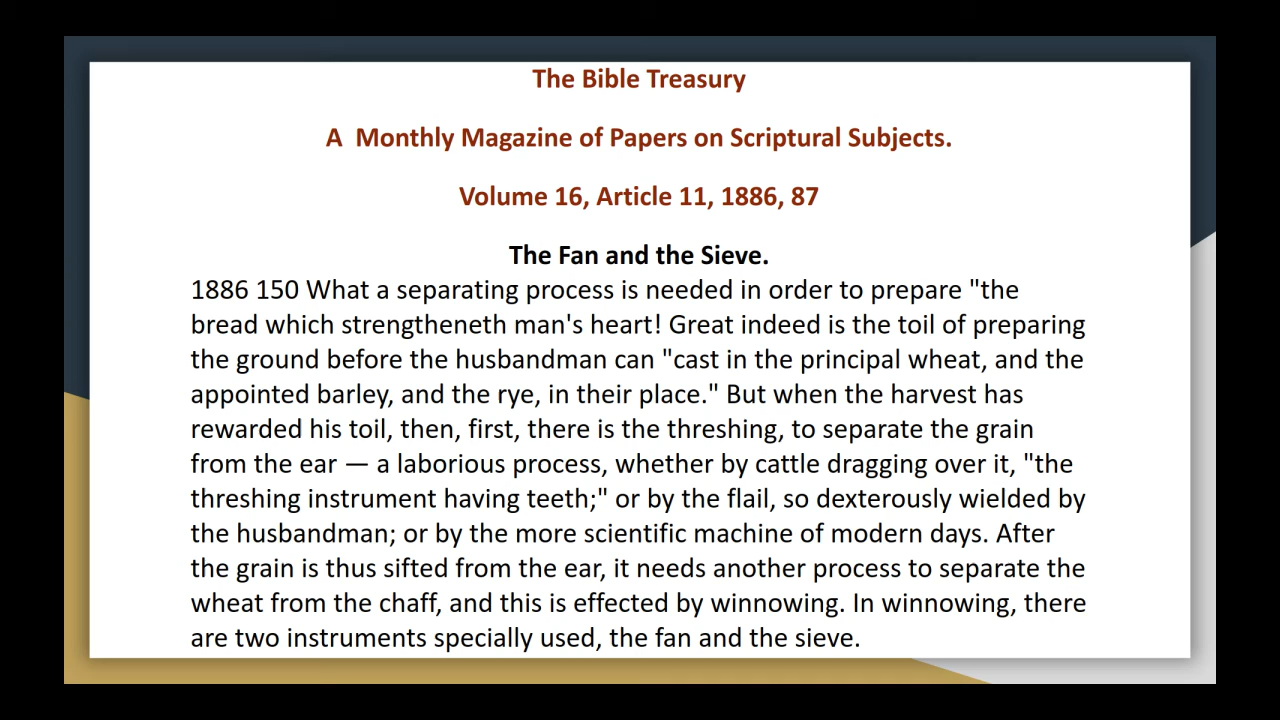 The Bible Treasury
A  Monthly Magazine of Papers on Scriptural Subjects.
Volume 16, Article 11, 1886, 87
The Fan and the Sieve.
1886 150 What a separating process is needed in order to prepare "the
bread which strengtheneth man's heart! Great indeed is the toil of preparing
the ground before the husbandman can "cast in the principal wheat, and the
appointed barley, and the rye, in their place." But when the harvest has
rewarded his toil, then, first, there is the threshing, to separate the grain
from the ear — a laborious process, whether by cattle dragging over it, "the
threshing instrument having teeth;" or by the flail, so dexterously wielded by
the husbandman; or by the more scientific machine of modern days. After
the grain is thus sifted from the ear, it needs another process to separate the
wheat from the chaff, and this is effected by winnowing. In winnowing, there
are two instruments specially used, the fan and the sieve.